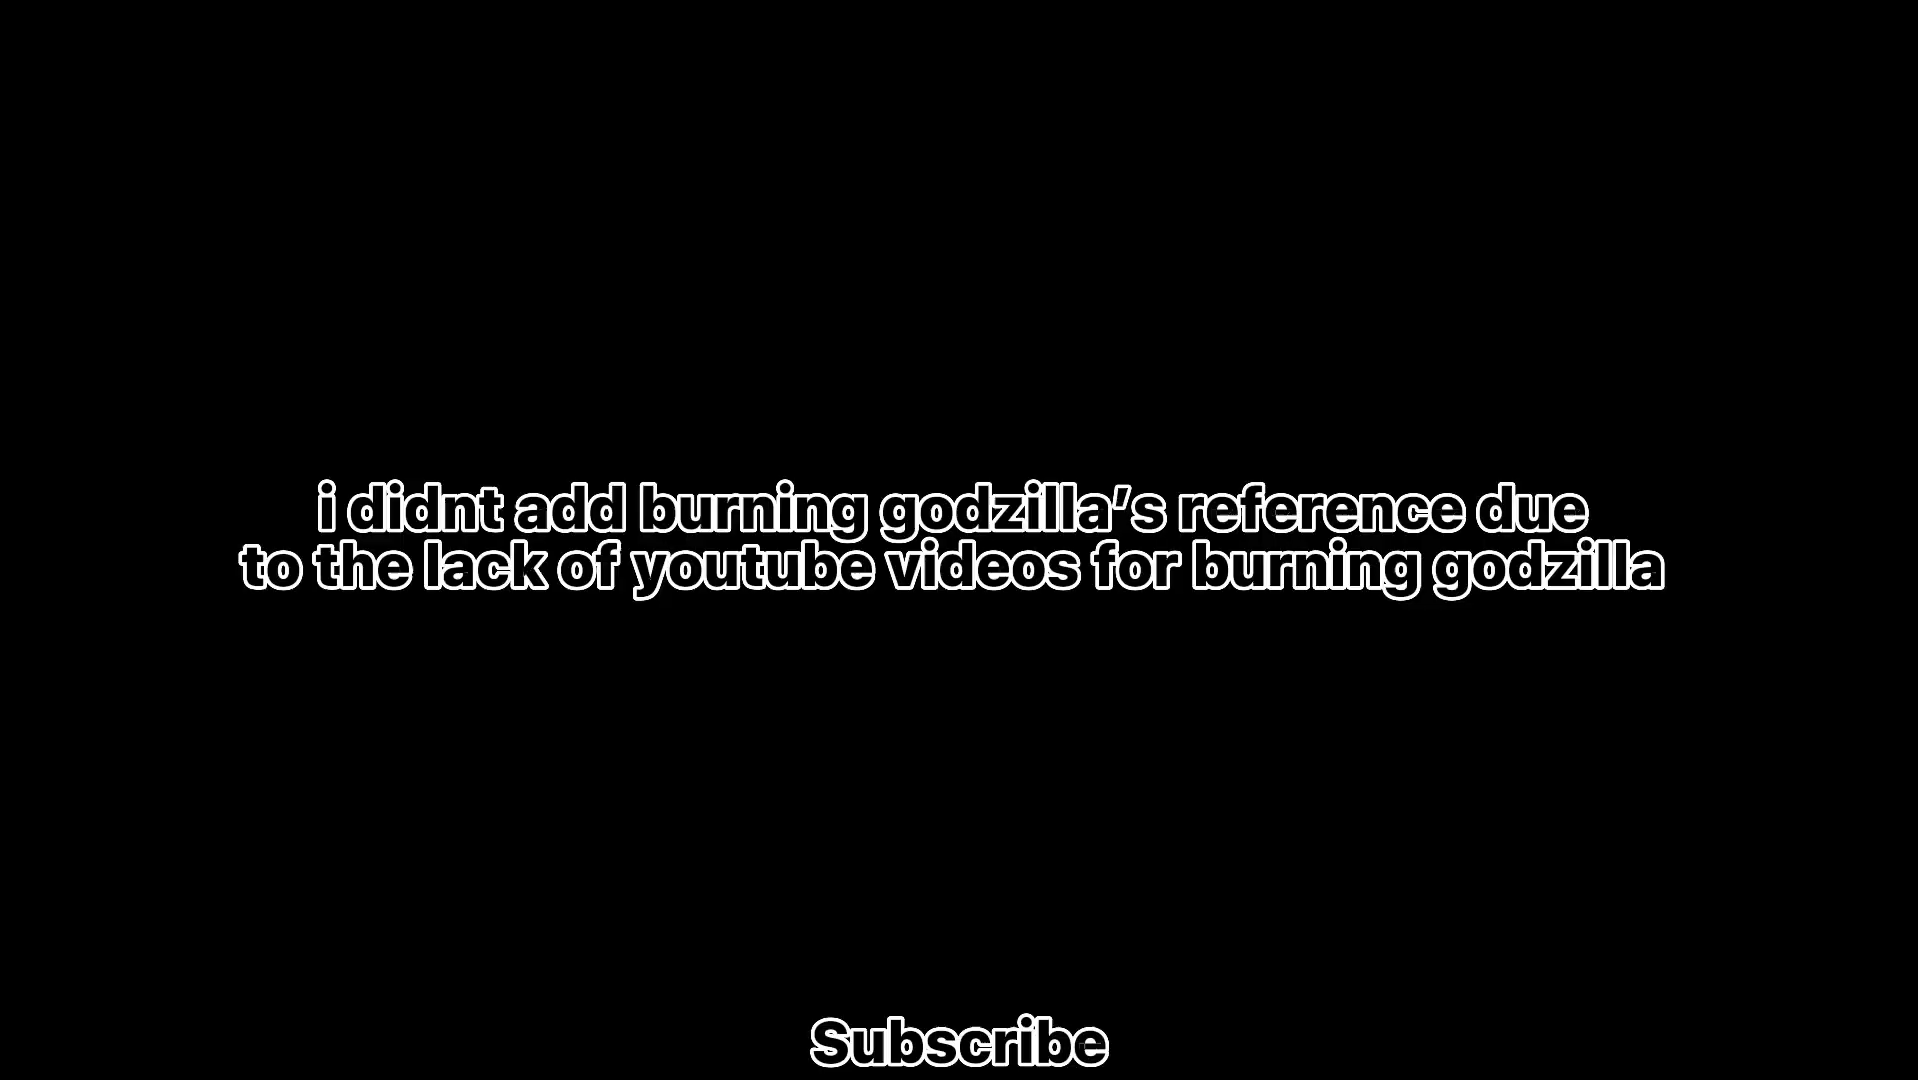 i didnt add burning godzilla's reference due
to the lack of youtube videos for burning godzilla
Subscribe